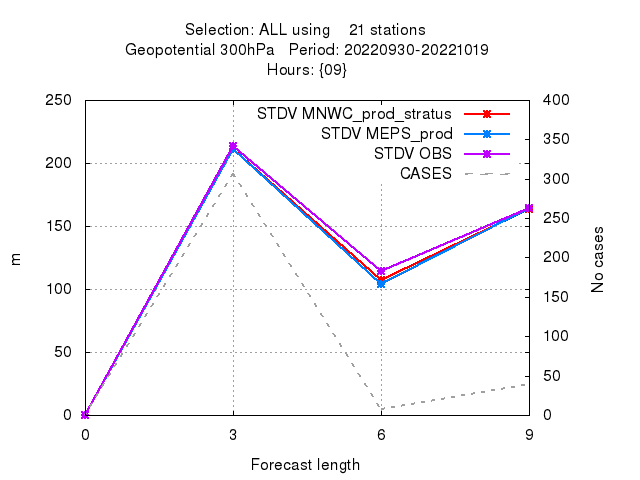 Selection: ALL using    21 stations
Geopotential 300hPa   Period: 20220930-20221019
Hours: {09}
250
200
150
100
50
0
m
STDV MNWC_prod_stratus
STDV MEPS_prod
STDV OBS
CASES
400
350
300
250
200
150
100
50
0
No cases
0 3 6 9
Forecast length